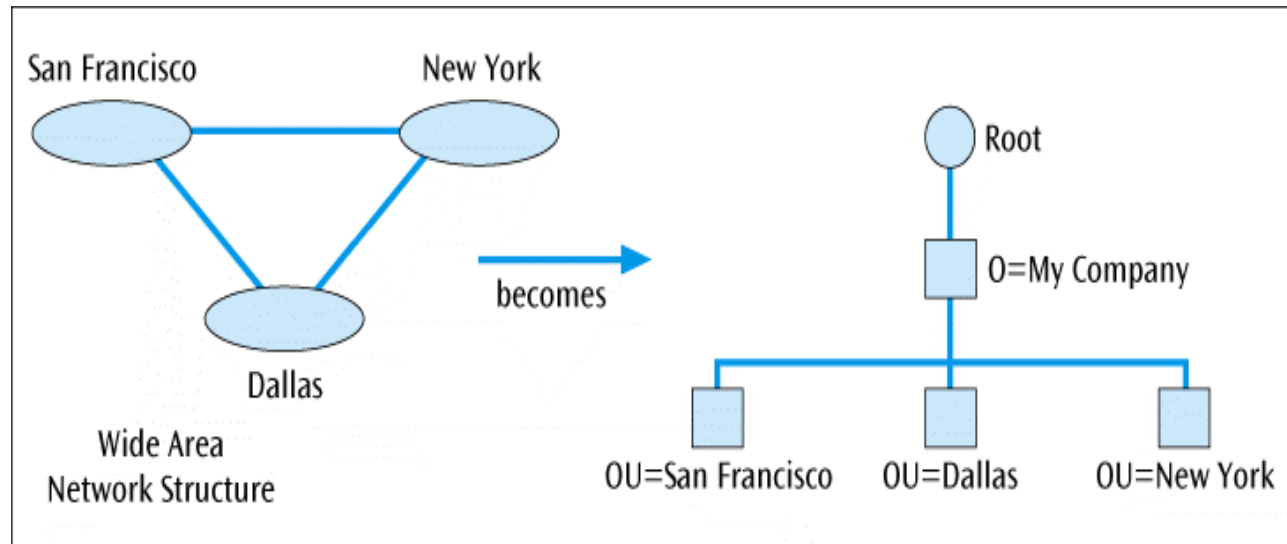 San Francisco
New York
Root
becomes
O=My Company
Dallas
Wide Area
Network Structure
OU=San Francisco
OU=Dallas
OU=New York